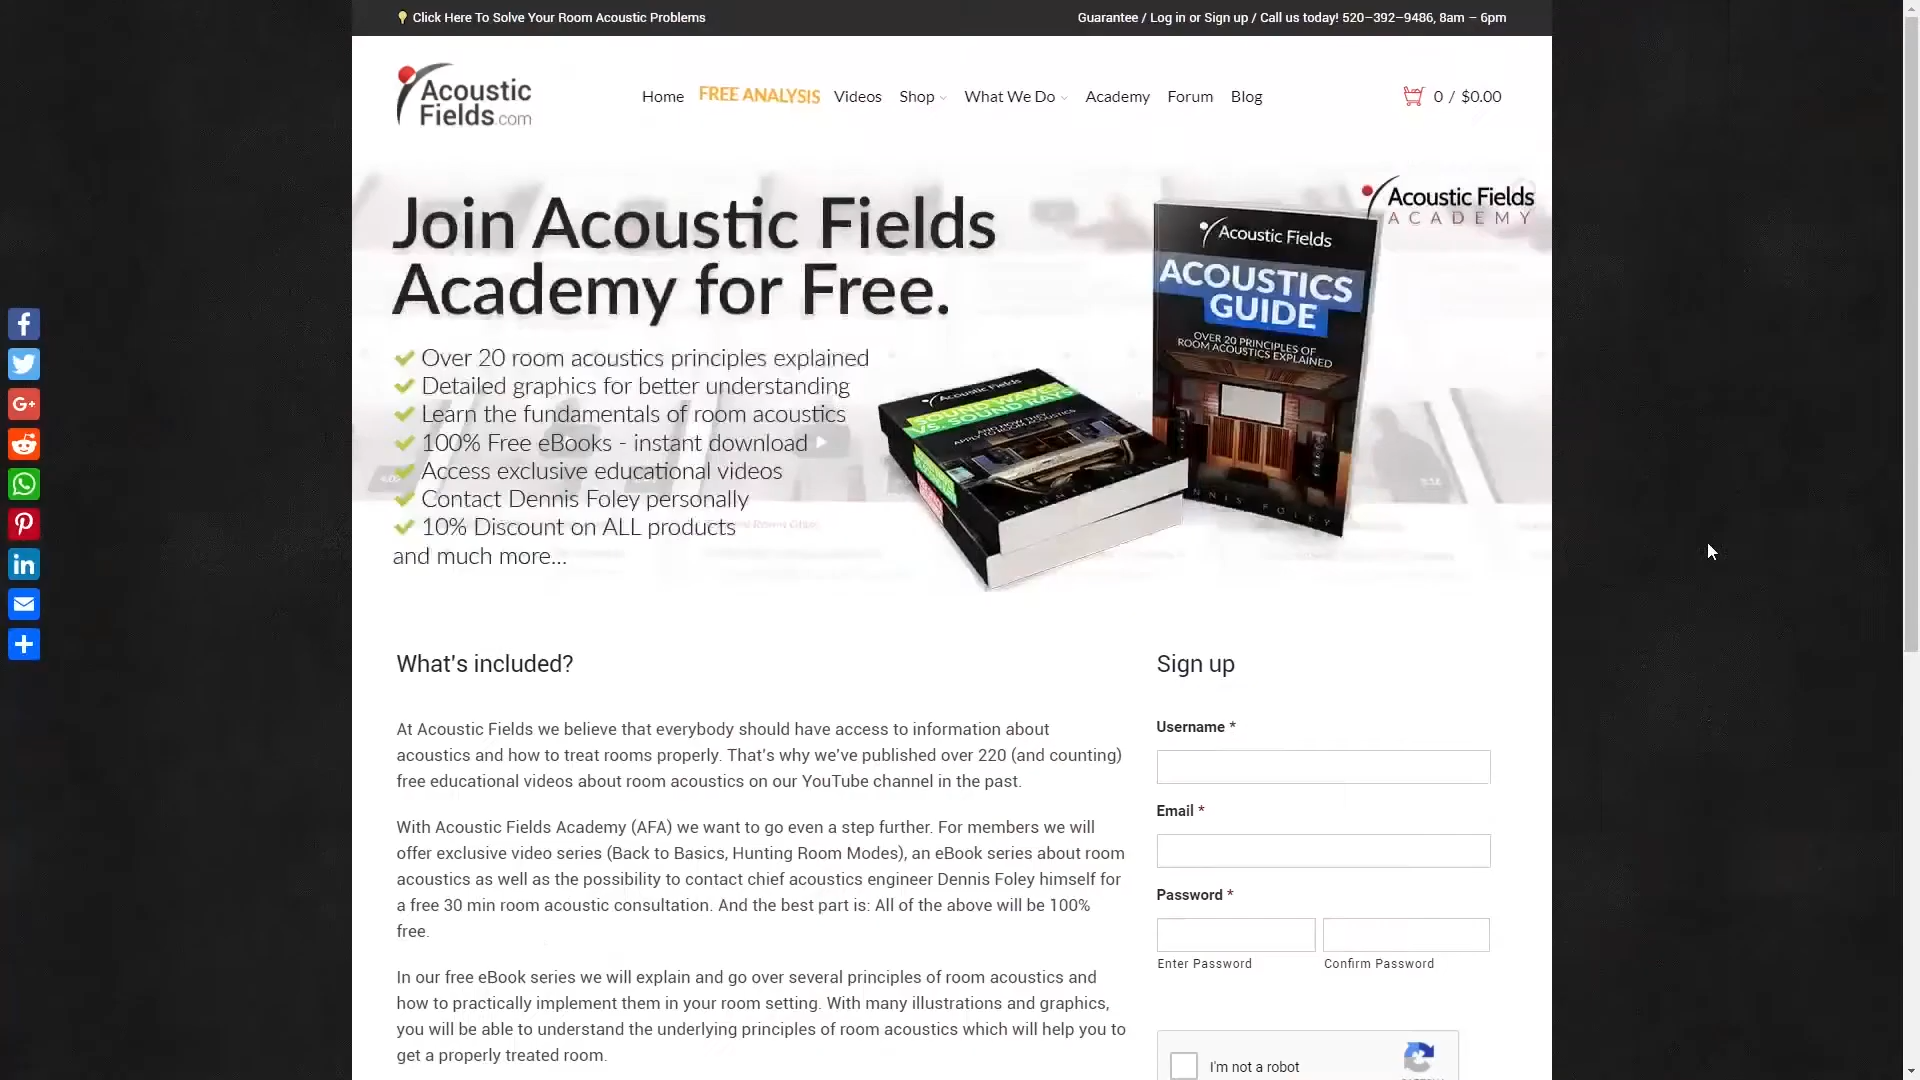 Click Here To Solve Your Room Acoustic Problems
Guarantee / Log in or Sign up / Call us today! 520–392–9486, 8am – 6pm
Acoustic
Fields.com
Home FREE ANALYSIS Videos Shop What We Do Academy Forum Blog
0 / $0.00
Join Acoustic Fields
Academy for Free.
Over 20 room acoustics principles explained
Detailed graphics for better understanding
Learn the fundamentals of room acoustics
100% Free eBooks - instant download
Access exclusive educational videos
Contact Dennis Foley personally
10% Discount on ALL products
and much more...
Acoustic Fields
SOUND WAVES
VS. SOUND RAYS
AND HOW THEY
APPLY TO ROOM ACOUSTICS
Acoustic Fields
ACOUSTICS
GUIDE
OVER 20 PRINCIPLES OF
ROOM ACOUSTICS EXPLAINED
Acoustic Fields
ACADEMY
What's included?
At Acoustic Fields we believe that everybody should have access to information about
acoustics and how to treat rooms properly. That's why we've published over 220 (and counting)
free educational videos about room acoustics on our YouTube channel in the past.
With Acoustic Fields Academy (AFA) we want to go even a step further. For members we will
offer exclusive video series (Back to Basics, Hunting Room Modes), an eBook series about room
acoustics as well as the possibility to contact chief acoustics engineer Dennis Foley himself for
a free 30 min room acoustic consultation. And the best part is: All of the above will be 100%
free.
In our free eBook series we will explain and go over several principles of room acoustics and
how to practically implement them in your room setting. With many illustrations and graphics,
you will be able to understand the underlying principles of room acoustics which will help you to
get a properly treated room.
Sign up
Username *
Email *
Password *
Enter Password Confirm Password
I'm not a robot